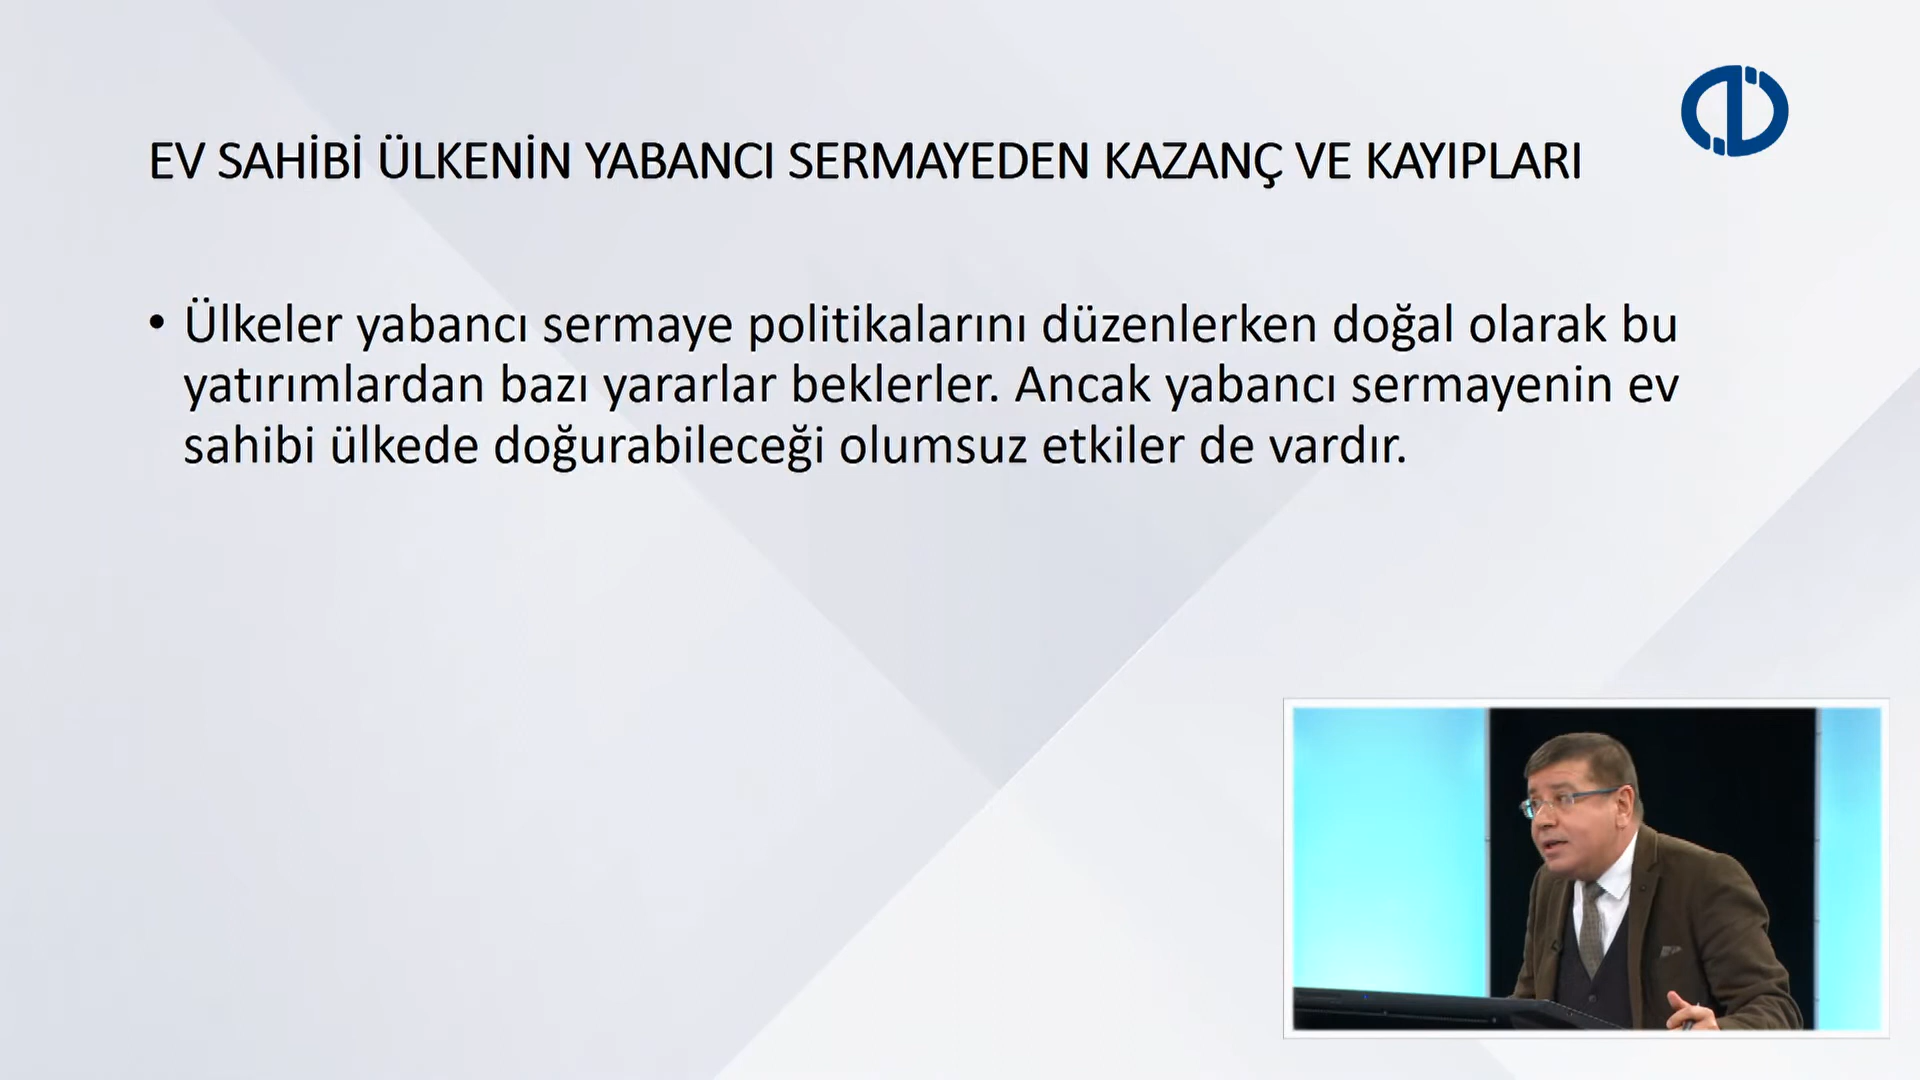 EV SAHİBİ ÜLKENİN YABANCI SERMAYEDEN KAZANÇ VE KAYIPLARI
• Ülkeler yabancı sermaye politikalarını düzenlerken doğal olarak bu
yatırımlardan bazı yararlar beklerler. Ancak yabancı sermayenin ev
sahibi ülkede doğurabileceği olumsuz etkiler de vardır.